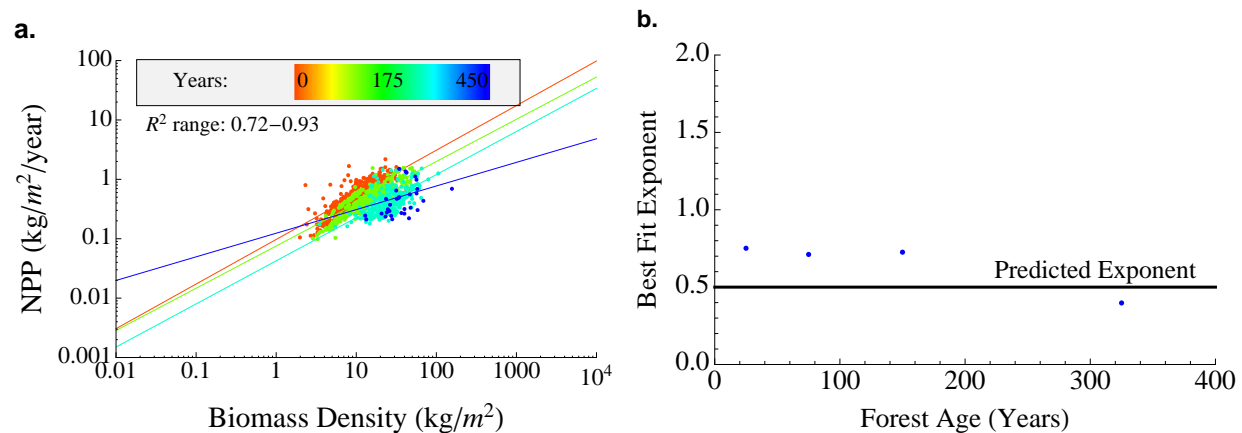 a.
Years: 0 175 450
R² range: 0.72–0.93
100
10
1
0.1
0.01
0.001
NPP (kg/m²/year)
0.01 0.1 1 10 100 1000 10⁴
Biomass Density (kg/m²)
b.
2.0
1.5
1.0
0.5
0.0
Best Fit Exponent
Predicted Exponent
0 100 200 300 400
Forest Age (Years)